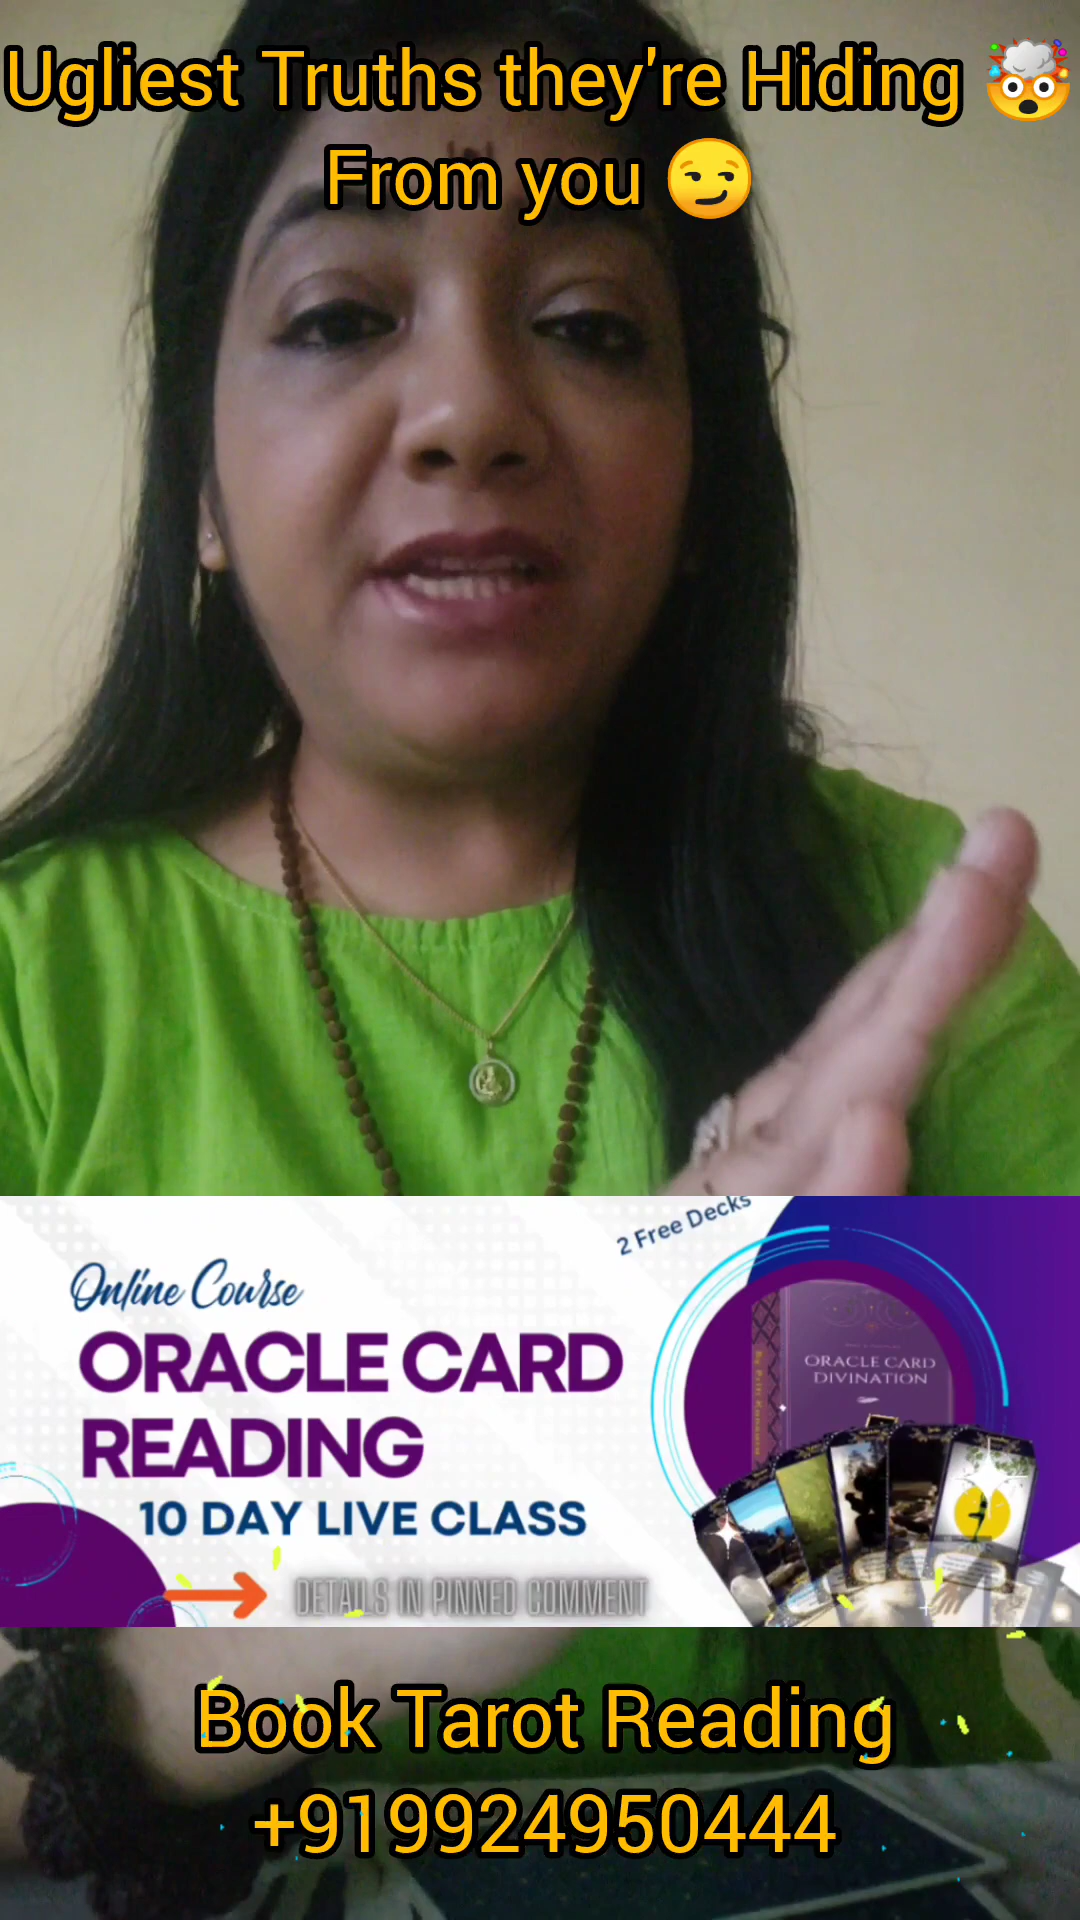 Ugliest Truths they're Hiding 🤯
From you 😏
2 Free Decks
Online Course
ORACLE CARD
READING
10 DAY LIVE CLASS
DETAILS IN PINNED COMMENT
ORACLE CARD
DIVINATION
Book Tarot Reading
+919924950444